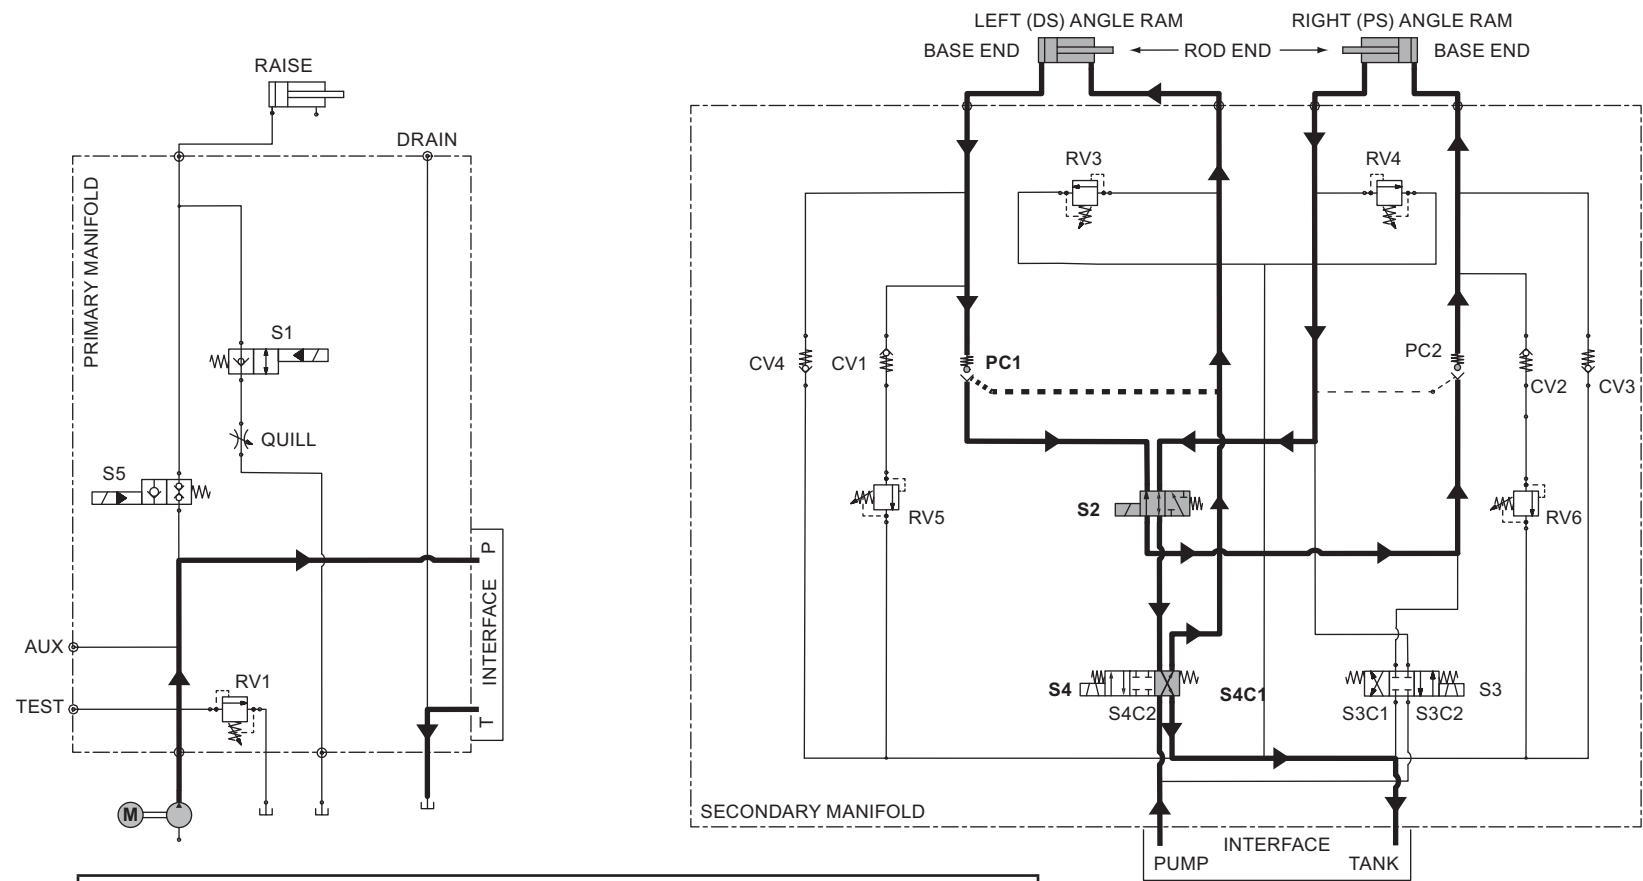 LEFT (DS) ANGLE RAM
RIGHT (PS) ANGLE RAM
BASE END
ROD END
BASE END
RAISE
DRAIN
PRIMARY MANIFOLD
RV3
RV4
S1
CV4
CV1
PC1
PC2
CV2
CV3
QUILL
S5
S2
RV5
RV6
P
INTERFACE
T
AUX
TEST
RV1
S4
S4C1
S4C2
S3
S3C1
S3C2
M
SECONDARY MANIFOLD
INTERFACE
PUMP
TANK